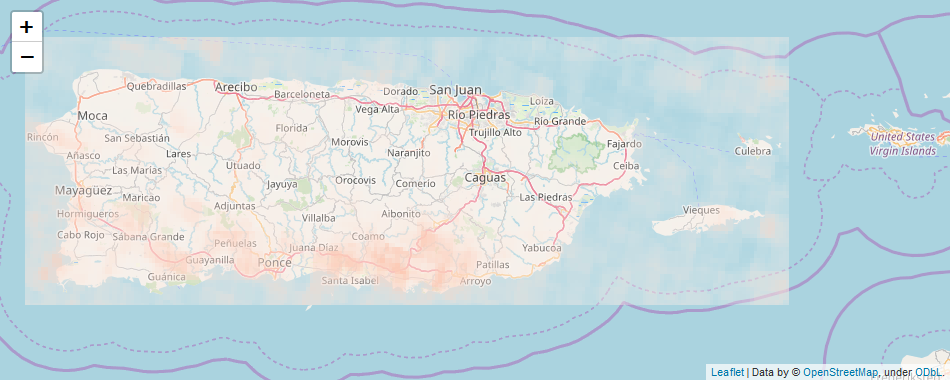 +
−
Quebradillas
Arecibo
Barceloneta
Dorado
San Juan
Loíza
Moca
Vega Alta
Río Piedras
Río Grande
Rincón
San Sebastián
Florida
Morovis
Trujillo Alto
Fajardo
Culebra
United States
Virgin Islands
Añasco
Lares
Utuado
Naranjito
Ceiba
Las Marías
Mayagüez
Maricao
Jayuya
Orocovis
Comerio
Caguas
Las Piedras
Hormigueros
Adjuntas
Villalba
Aibonito
Vieques
Cabo Rojo
Sábana Grande
Peñuelas
Juana Díaz
Coamo
Yabucoa
Guayanilla
Ponce
Patillas
Guánica
Santa Isabel
Arroyo
Leaflet | Data by © OpenStreetMap, under ODbL.